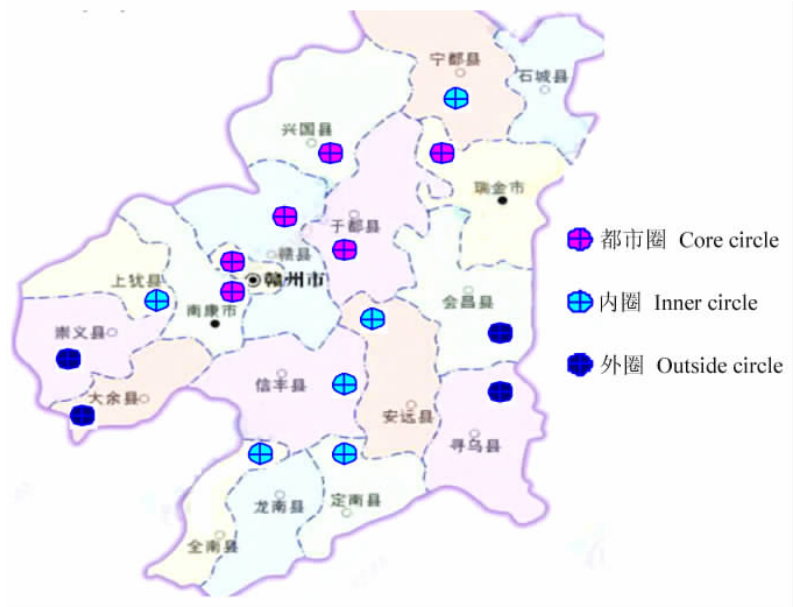 宁都县
石城县
兴国县
瑞金市
于都县
赣县
赣州市
上犹县
南康市
会昌县
崇义县
大余县
信丰县
安远县
寻乌县
龙南县
定南县
全南县
都市圈 Core circle
内圈 Inner circle
外圈 Outside circle